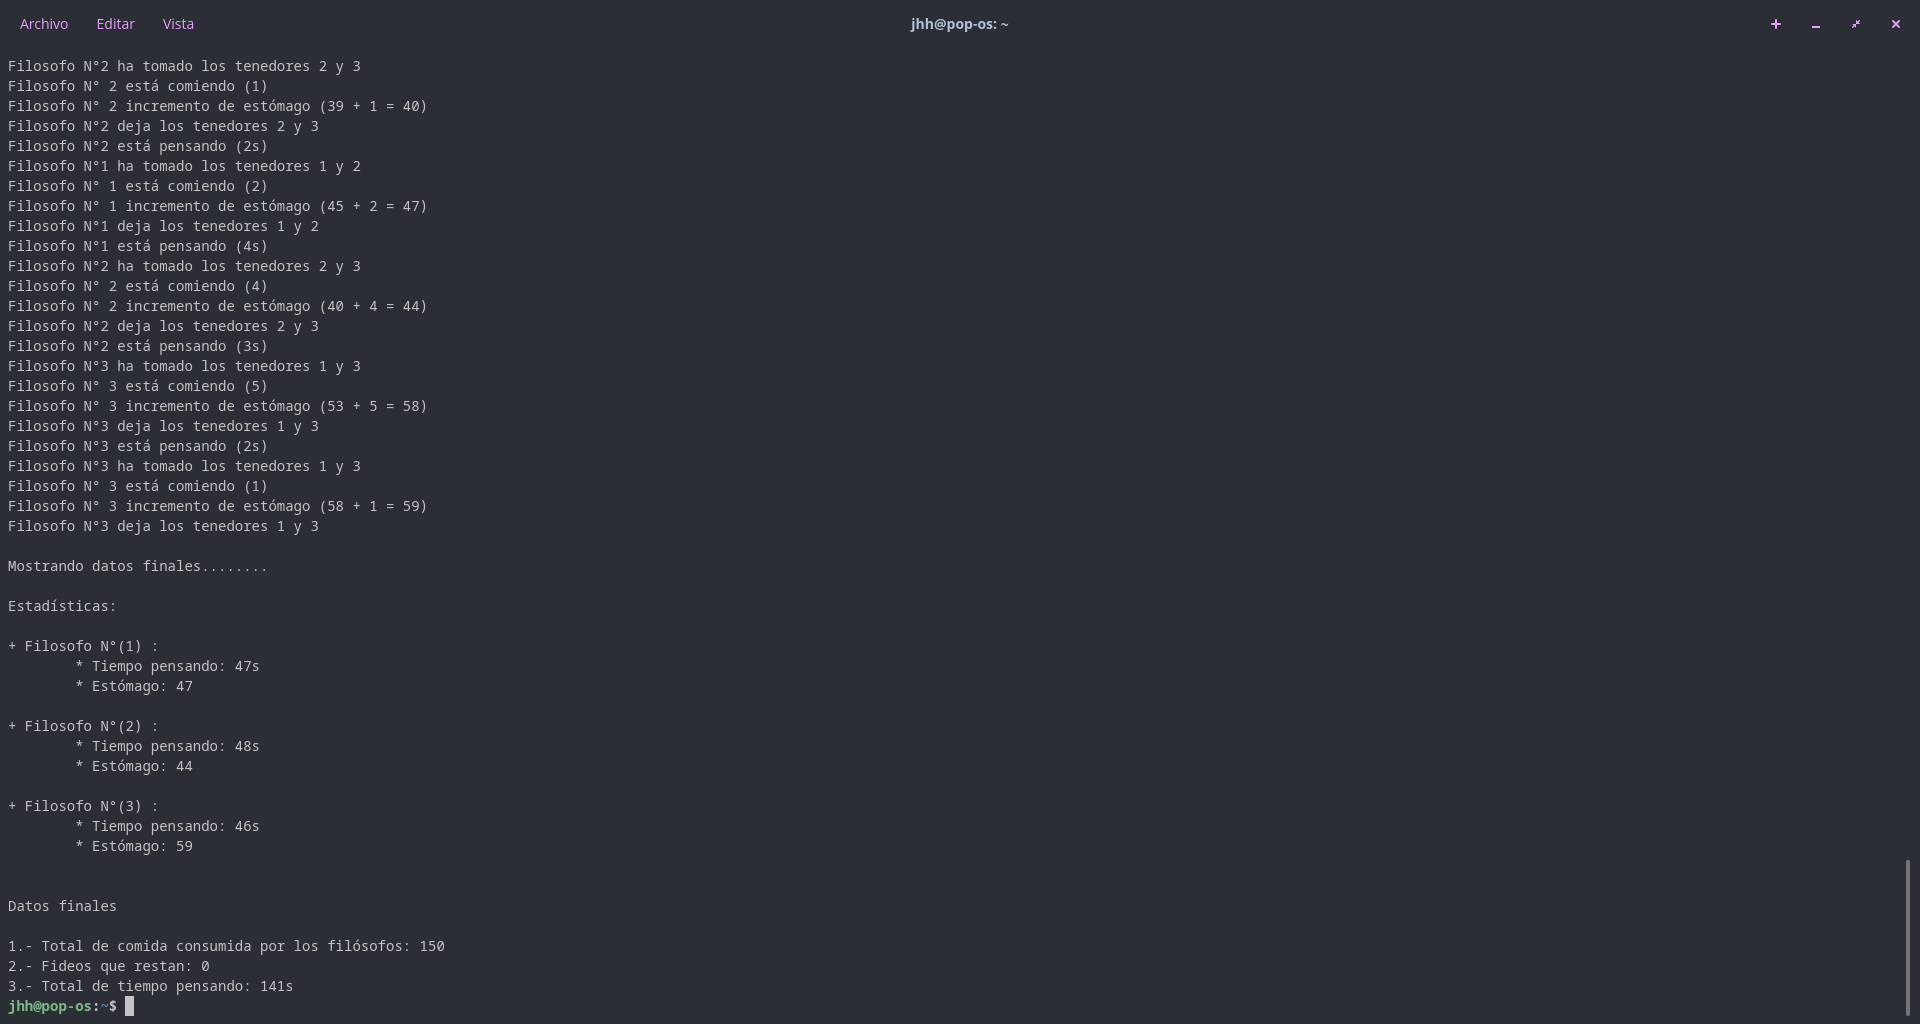 Archivo Editar Vista jhh@pop-os: ~
Filosofo N°2 ha tomado los tenedores 2 y 3
Filosofo N° 2 está comiendo (1)
Filosofo N° 2 incremento de estómago (39 + 1 = 40)
Filosofo N°2 deja los tenedores 2 y 3
Filosofo N°2 está pensando (2s)
Filosofo N°1 ha tomado los tenedores 1 y 2
Filosofo N° 1 está comiendo (2)
Filosofo N° 1 incremento de estómago (45 + 2 = 47)
Filosofo N°1 deja los tenedores 1 y 2
Filosofo N°1 está pensando (4s)
Filosofo N°2 ha tomado los tenedores 2 y 3
Filosofo N° 2 está comiendo (4)
Filosofo N° 2 incremento de estómago (40 + 4 = 44)
Filosofo N°2 deja los tenedores 2 y 3
Filosofo N°2 está pensando (3s)
Filosofo N°3 ha tomado los tenedores 1 y 3
Filosofo N° 3 está comiendo (5)
Filosofo N° 3 incremento de estómago (53 + 5 = 58)
Filosofo N°3 deja los tenedores 1 y 3
Filosofo N°3 está pensando (2s)
Filosofo N°3 ha tomado los tenedores 1 y 3
Filosofo N° 3 está comiendo (1)
Filosofo N° 3 incremento de estómago (58 + 1 = 59)
Filosofo N°3 deja los tenedores 1 y 3
Mostrando datos finales........
Estadísticas:
+ Filosofo N°(1) :
* Tiempo pensando: 47s
* Estómago: 47
+ Filosofo N°(2) :
* Tiempo pensando: 48s
* Estómago: 44
+ Filosofo N°(3) :
* Tiempo pensando: 46s
* Estómago: 59
Datos finales
1.- Total de comida consumida por los filósofos: 150
2.- Fideos que restan: 0
3.- Total de tiempo pensando: 141s
jhh@pop-os:~$